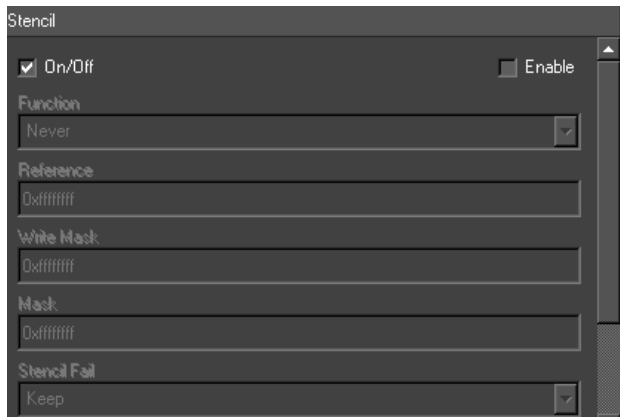 Stencil
On/Off Enable
Function
Never
Reference
0xffffffff
Write Mask
0xffffffff
Mask
0xffffffff
Stencil Fail
Keep